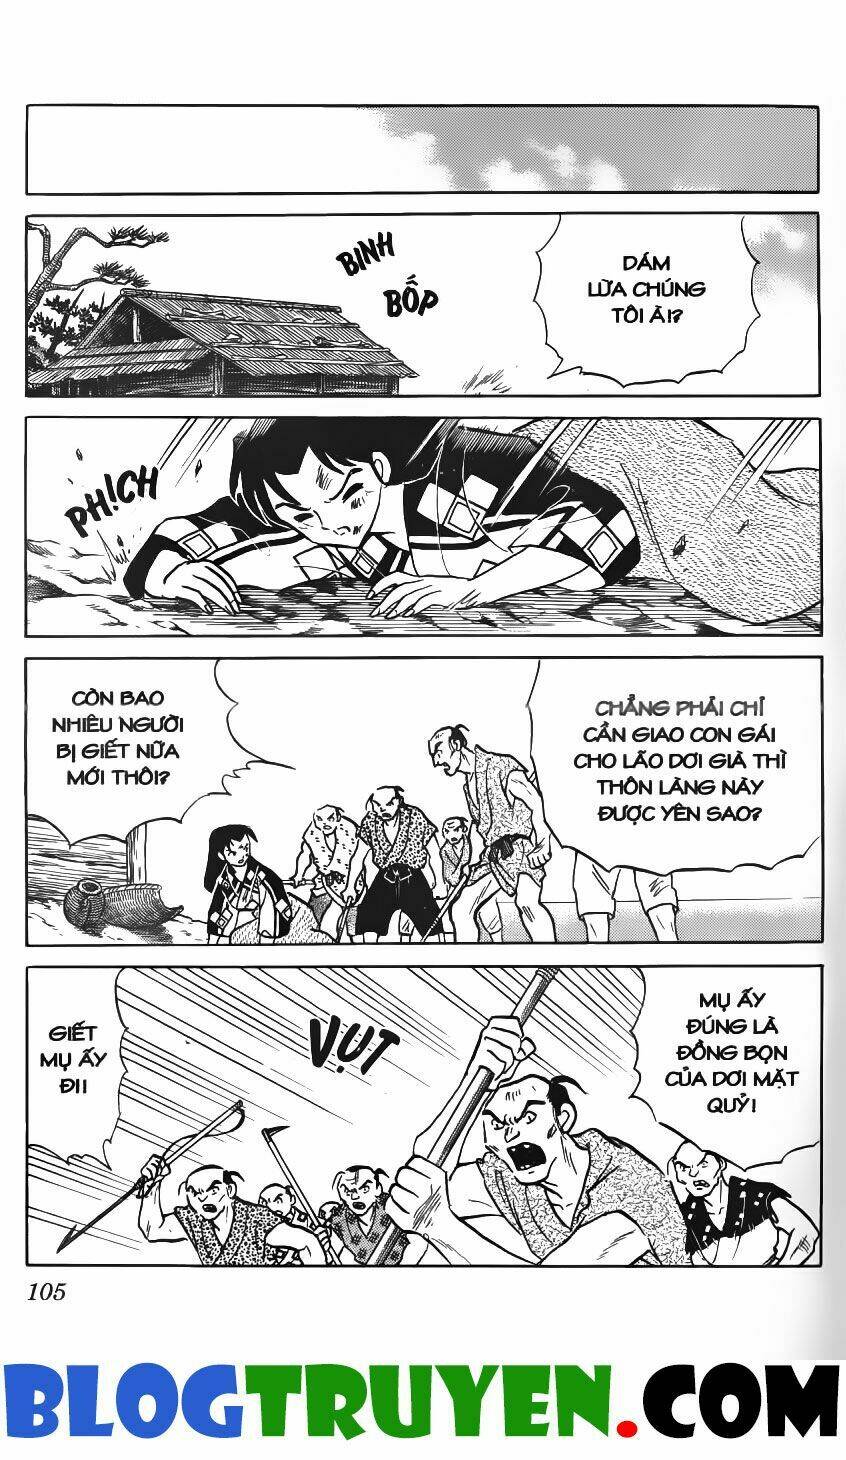 BINH
BỐP
DÁM
LỪA CHÚNG
TÔI À!?
PHỊCH
CÒN BAO
NHIÊU NGƯỜI
BỊ GIẾT NỮA
MỚI THÔI?
CHẲNG PHẢI CHỈ
CẦN GIAO CON GÁI
CHO LÃO DƠI GIÀ THÌ
THÔN LÀNG NÀY
ĐƯỢC YÊN SAO?
GIẾT
MỤ ẤY
ĐI!
VỤT
MỤ ẤY
ĐÚNG LÀ
ĐỒNG BỌN
CỦA DƠI MẶT
QUỶ!
105
BLOGTRUYEN.COM